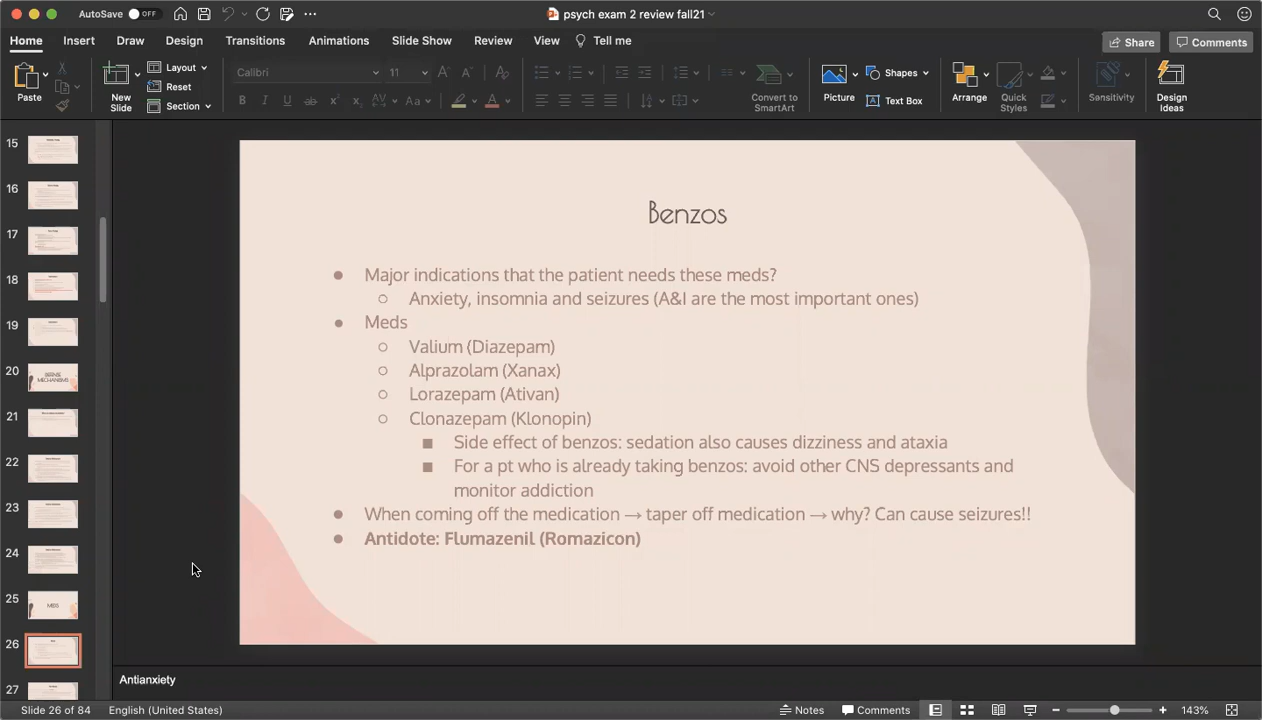 AutoSave OFF
psych exam 2 review fall21
Home Insert Draw Design Transitions Animations Slide Show Review View Tell me
Share Comments
Paste
New Slide
Layout
Reset
Section
Calibri 11
Convert to SmartArt
Picture
Shapes
Text Box
Arrange
Quick Styles
Sensitivity
Design Ideas
15
16
17
18
19
20
21
22
23
24
25
MEDS
26
27
Benzos
● Major indications that the patient needs these meds?
○ Anxiety, insomnia and seizures (A&I are the most important ones)
● Meds
○ Valium (Diazepam)
○ Alprazolam (Xanax)
○ Lorazepam (Ativan)
○ Clonazepam (Klonopin)
■ Side effect of benzos: sedation also causes dizziness and ataxia
■ For a pt who is already taking benzos: avoid other CNS depressants and
monitor addiction
● When coming off the medication → taper off medication → why? Can cause seizures!!
● Antidote: Flumazenil (Romazicon)
Antianxiety
Slide 26 of 84 English (United States)
Notes Comments 143%